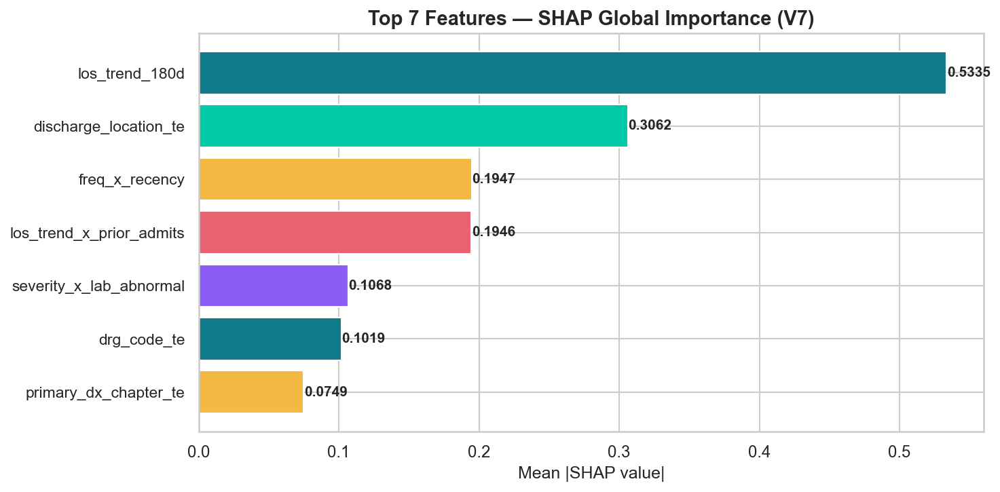 Top 7 Features — SHAP Global Importance (V7)
los_trend_180d 0.5335
discharge_location_te 0.3062
freq_x_recency 0.1947
los_trend_x_prior_admits 0.1946
severity_x_lab_abnormal 0.1068
drg_code_te 0.1019
primary_dx_chapter_te 0.0749
0.0 0.1 0.2 0.3 0.4 0.5
Mean |SHAP value|